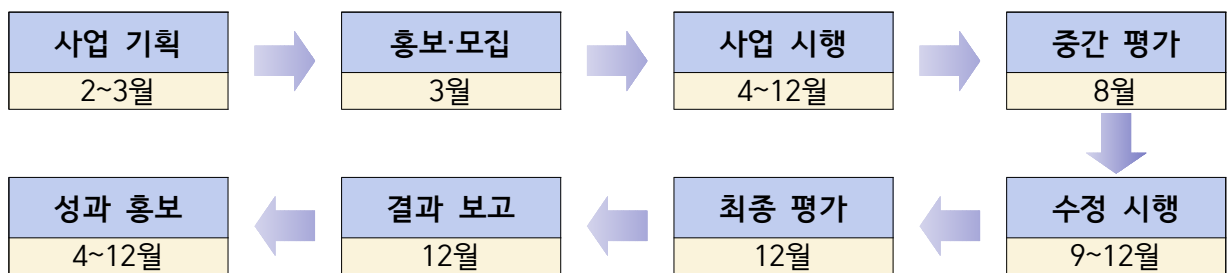 사업 기획
2~3월
홍보·모집
3월
사업 시행
4~12월
중간 평가
8월
수정 시행
9~12월
최종 평가
12월
결과 보고
12월
성과 홍보
4~12월